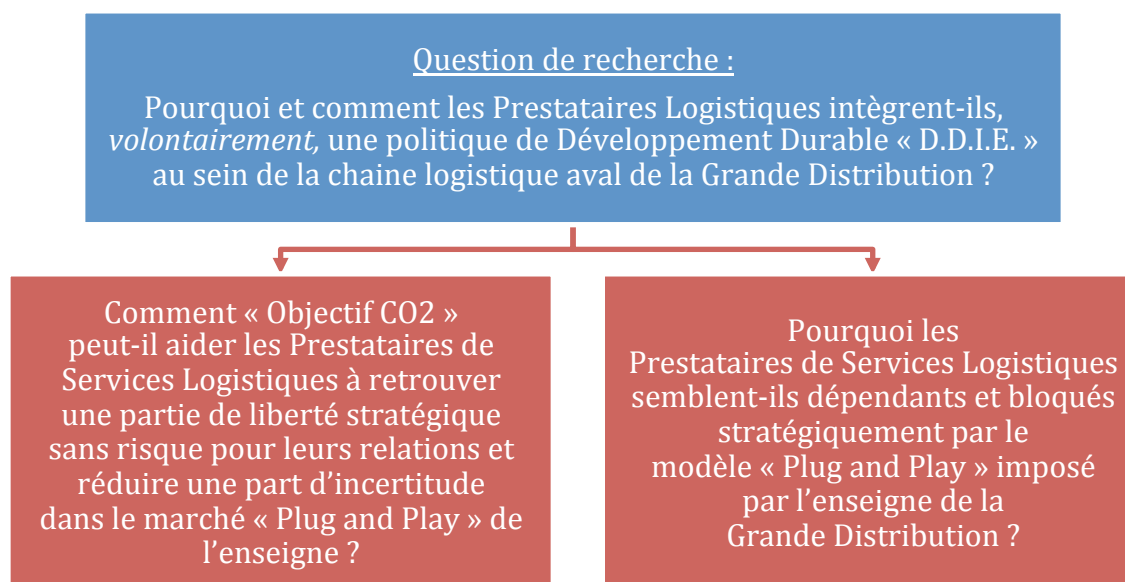 Question de recherche :
Pourquoi et comment les Prestataires Logistiques intègrent-ils,
volontairement, une politique de Développement Durable « D.D.I.E. »
au sein de la chaine logistique aval de la Grande Distribution ?
Comment « Objectif CO2 »
peut-il aider les Prestataires de
Services Logistiques à retrouver
une partie de liberté stratégique
sans risque pour leurs relations et
réduire une part d’incertitude
dans le marché « Plug and Play » de
l’enseigne ?
Pourquoi les
Prestataires de Services Logistiques
semblent-ils dépendants et bloqués
stratégiquement par le
modèle « Plug and Play » imposé
par l’enseigne de la
Grande Distribution ?